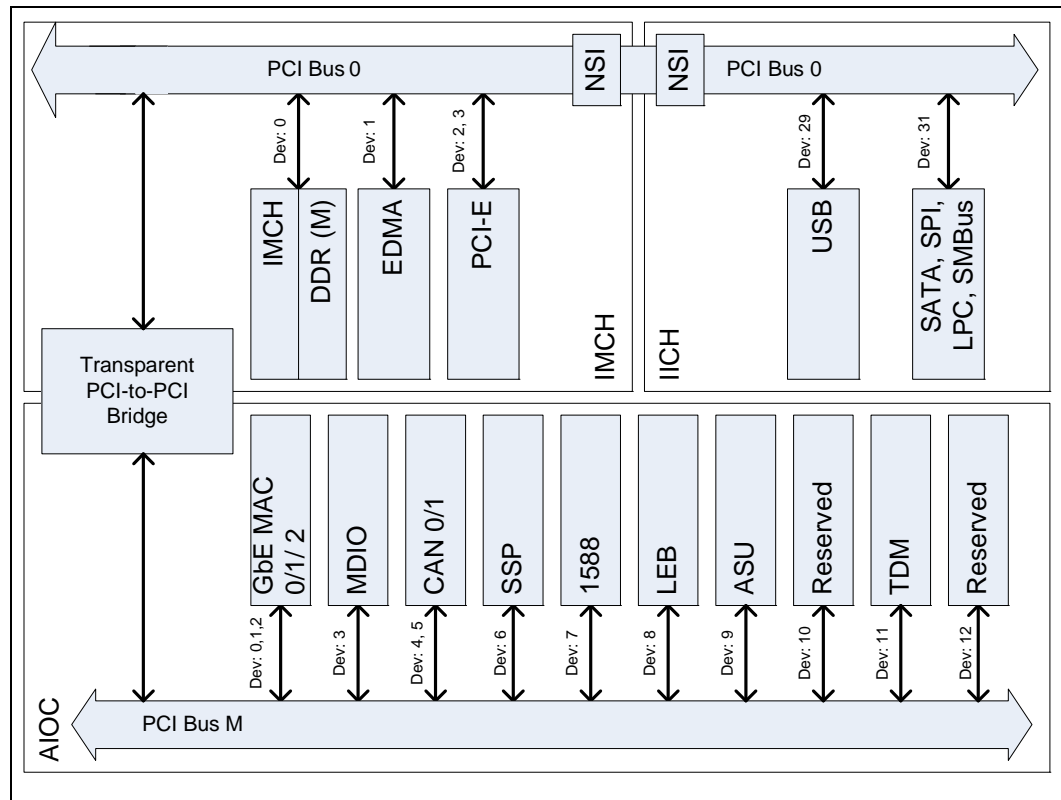 PCI Bus 0
NSI
NSI
PCI Bus 0
Dev: 0
Dev: 1
Dev: 2, 3
Dev: 29
Dev: 31
IMCH
DDR (M)
EDMA
PCI-E
USB
SATA, SPI,
LPC, SMBus
IMCH
IICH
Transparent
PCI-to-PCI
Bridge
GbE MAC
0/1/ 2
MDIO
CAN 0/1
SSP
1588
LEB
ASU
Reserved
TDM
Reserved
Dev: 0,1,2
Dev: 3
Dev: 4, 5
Dev: 6
Dev: 7
Dev: 8
Dev: 9
Dev: 10
Dev: 11
Dev: 12
AIOC
PCI Bus M